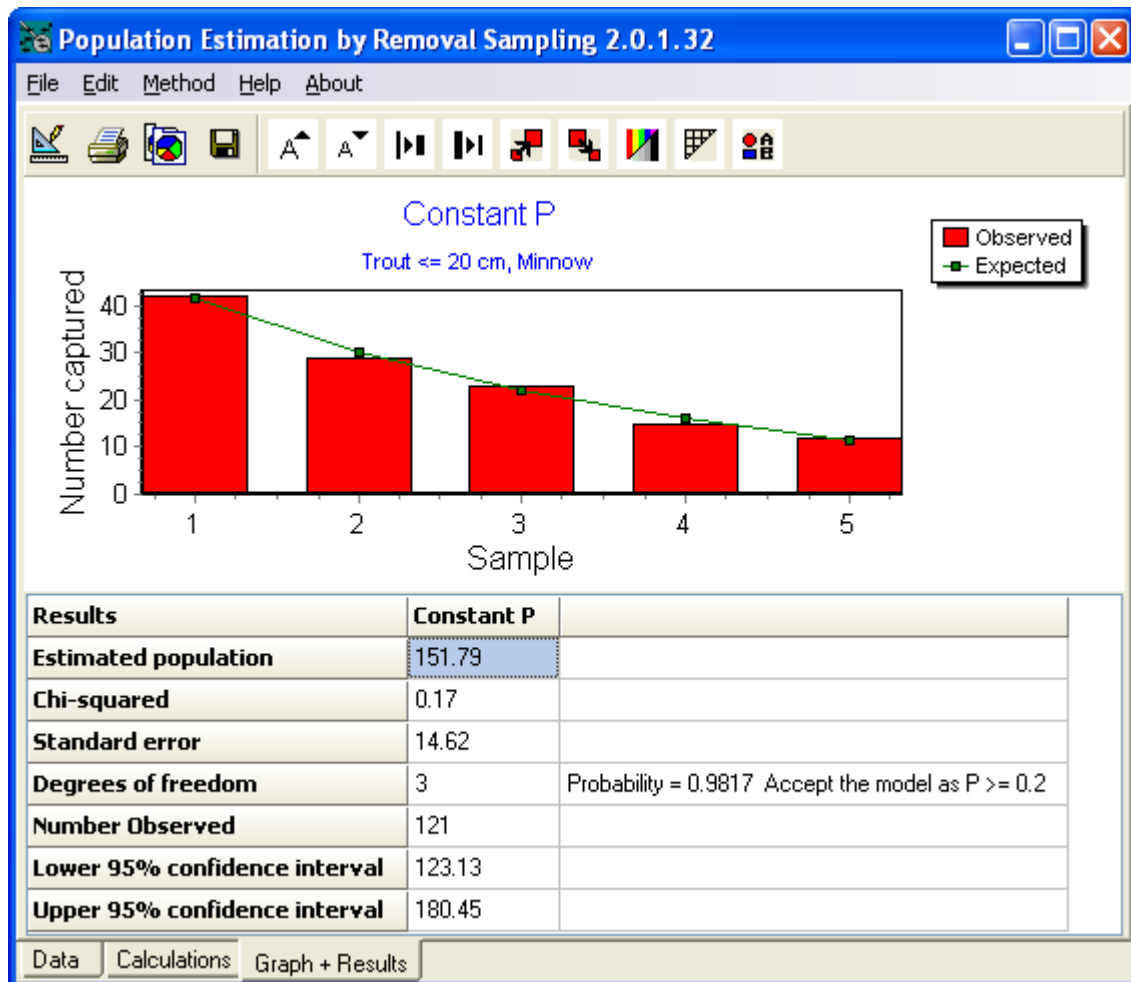 Population Estimation by Removal Sampling 2.0.1.32
File Edit Method Help About
A A
A
B
Constant P
Trout <= 20 cm, Minnow
Observed
Expected
Number captured
40
30
20
10
0
1 2 3 4 5
Sample
Results Constant P
Estimated population 151.79
Chi-squared 0.17
Standard error 14.62
Degrees of freedom 3 Probability = 0.9817 Accept the model as P >= 0.2
Number Observed 121
Lower 95% confidence interval 123.13
Upper 95% confidence interval 180.45
Data Calculations Graph + Results